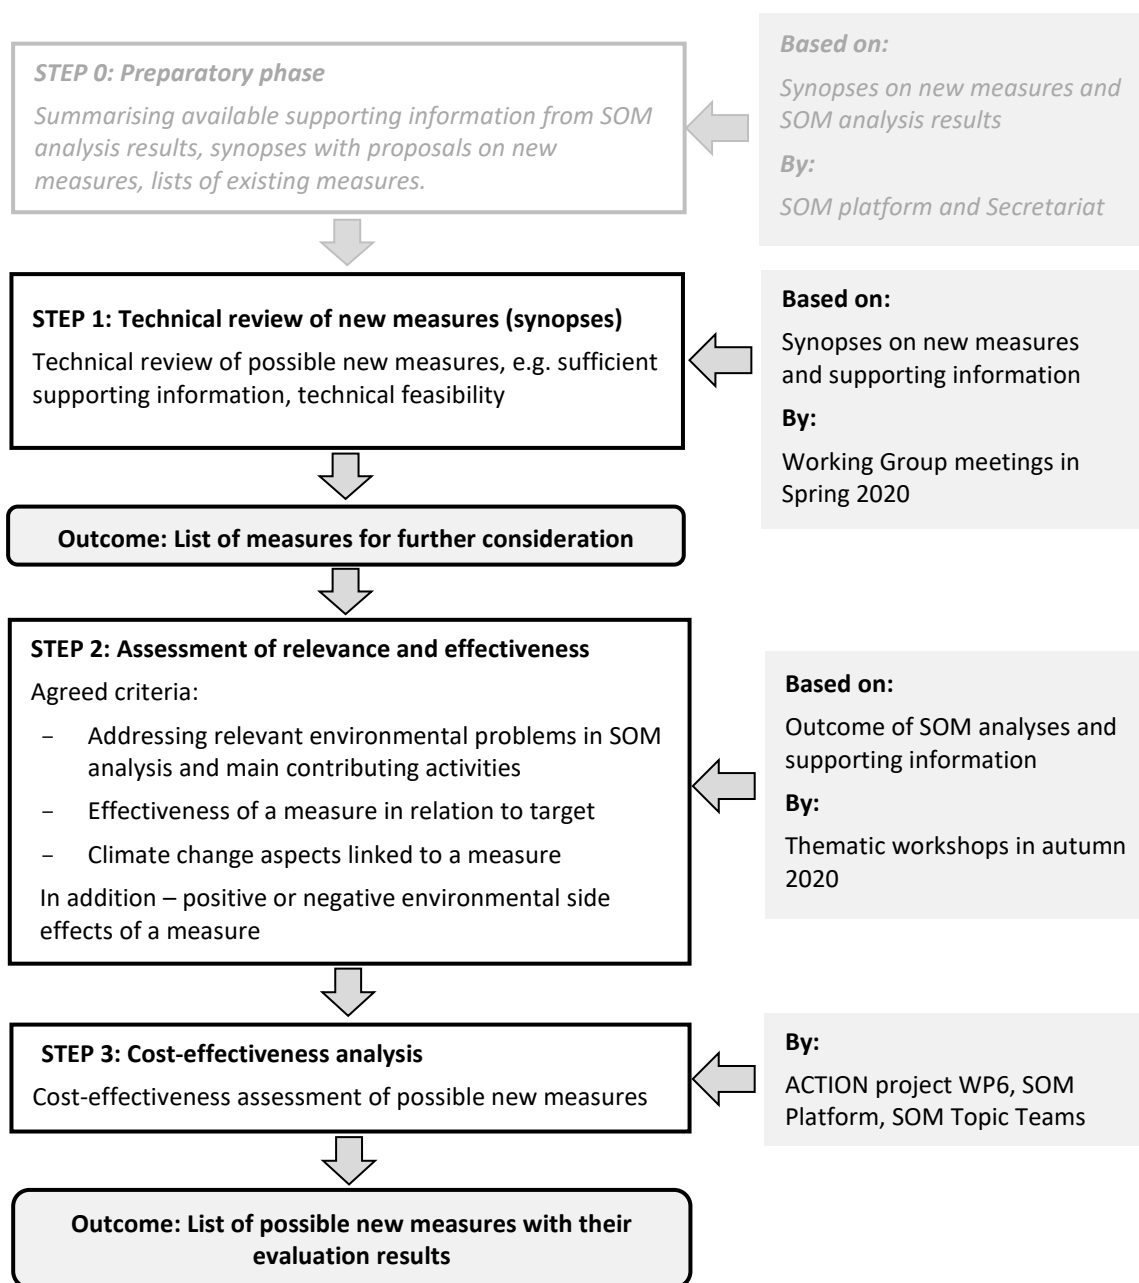 STEP 0: Preparatory phase
Summarising available supporting information from SOM
analysis results, synopses with proposals on new
measures, lists of existing measures.
Based on:
Synopses on new measures and
SOM analysis results
By:
SOM platform and Secretariat
STEP 1: Technical review of new measures (synopses)
Technical review of possible new measures, e.g. sufficient
supporting information, technical feasibility
Based on:
Synopses on new measures
and supporting information
By:
Working Group meetings in
Spring 2020
Outcome: List of measures for further consideration
STEP 2: Assessment of relevance and effectiveness
Agreed criteria:
- Addressing relevant environmental problems in SOM
analysis and main contributing activities
- Effectiveness of a measure in relation to target
- Climate change aspects linked to a measure
In addition – positive or negative environmental side
effects of a measure
Based on:
Outcome of SOM analyses and
supporting information
By:
Thematic workshops in autumn
2020
STEP 3: Cost-effectiveness analysis
Cost-effectiveness assessment of possible new measures
By:
ACTION project WP6, SOM
Platform, SOM Topic Teams
Outcome: List of possible new measures with their
evaluation results